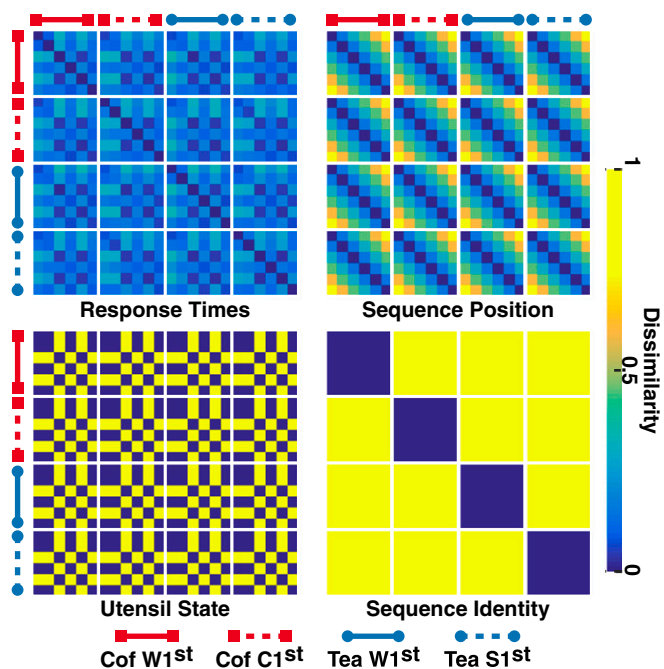 Response Times
Sequence Position
1
0.5
0
Dissimilarity
Utensil State
Sequence Identity
Cof W1st
Cof C1st
Tea W1st
Tea S1st